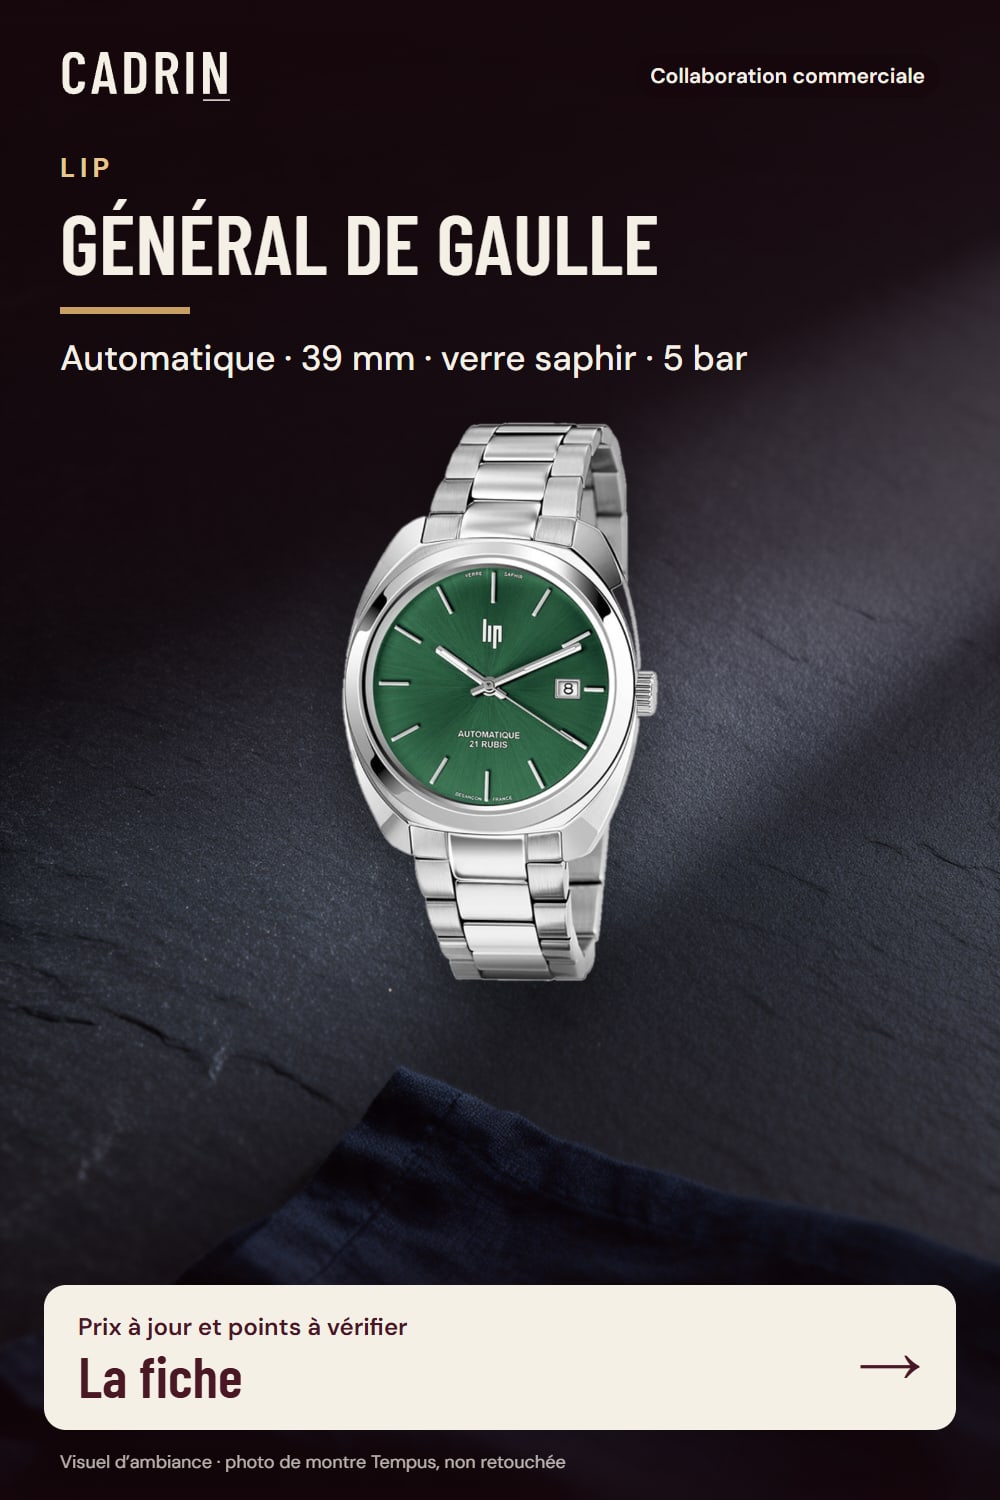 CADRIN
Collaboration commerciale
LIP
GÉNÉRAL DE GAULLE
Automatique · 39 mm · verre saphir · 5 bar
VERRE SAPHIR
lip
8
AUTOMATIQUE
21 RUBIS
BESANÇON FRANCE
Prix à jour et points à vérifier
La fiche
Visuel d’ambiance · photo de montre Tempus, non retouchée